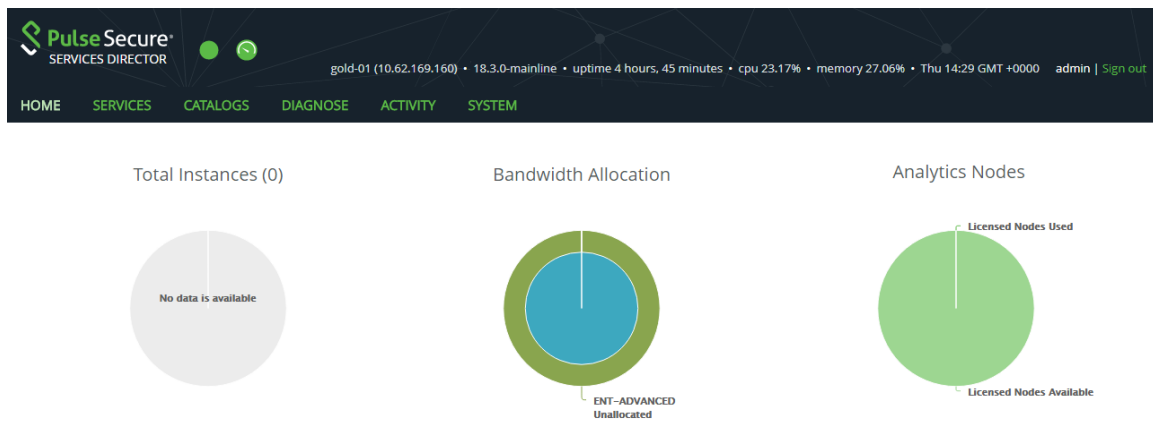 Pulse Secure®
SERVICES DIRECTOR
gold-01 (10.62.169.160) • 18.3.0-mainline • uptime 4 hours, 45 minutes • cpu 23.17% • memory 27.06% • Thu 14:29 GMT +0000 admin | Sign out
HOME SERVICES CATALOGS DIAGNOSE ACTIVITY SYSTEM
Total Instances (0)
Bandwidth Allocation
Analytics Nodes
No data is available
ENT-ADVANCED
Unallocated
Licensed Nodes Used
Licensed Nodes Available